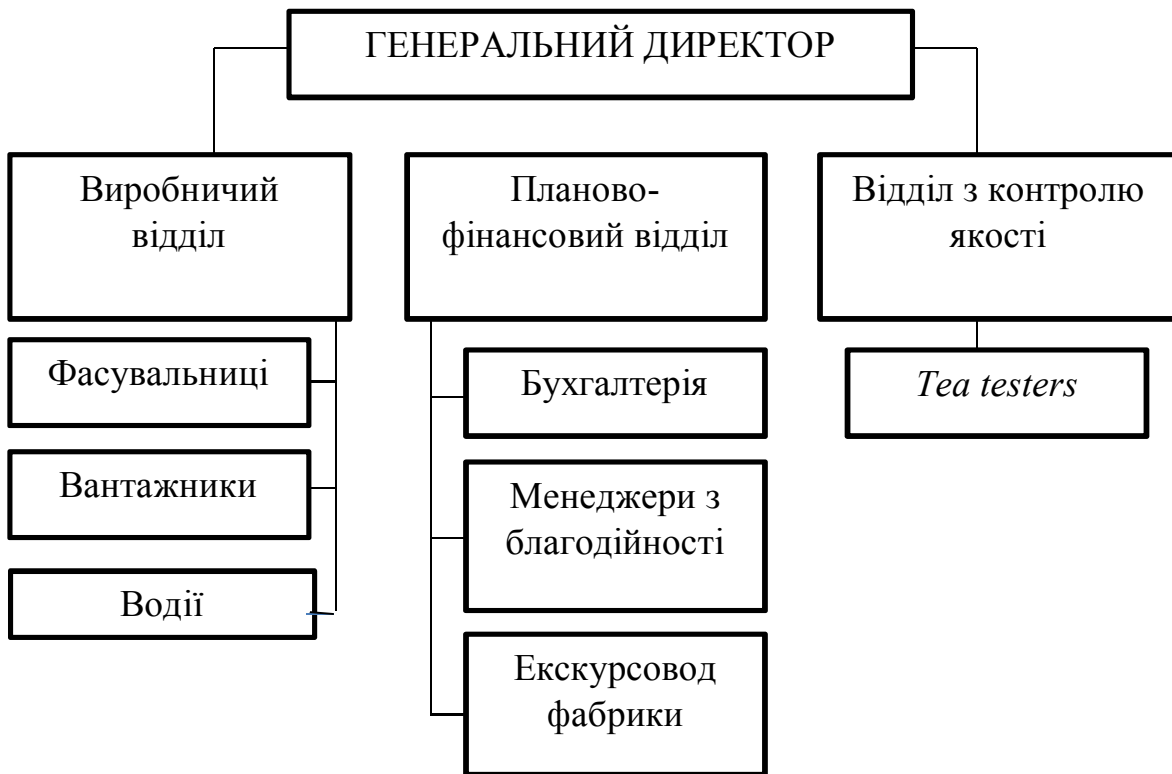 ГЕНЕРАЛЬНИЙ ДИРЕКТОР
Виробничий
відділ
Планово-
фінансовий відділ
Відділ з контролю
якості
Фасувальниці
Вантажники
Водії
Бухгалтерія
Менеджери з
благодійності
Екскурсовод
фабрики
Tea testers